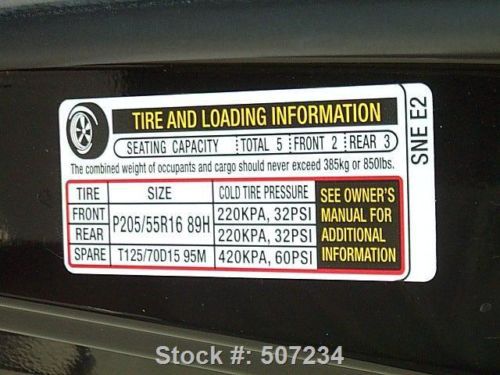 TIRE AND LOADING INFORMATION
SEATING CAPACITY TOTAL 5 FRONT 2 REAR 3
The combined weight of occupants and cargo should never exceed 385kg or 850lbs.
TIRE SIZE COLD TIRE PRESSURE
FRONT P205/55R16 89H 220KPA, 32PSI
REAR 220KPA, 32PSI
SPARE T125/70D15 95M 420KPA, 60PSI
SEE OWNER'S
MANUAL FOR
ADDITIONAL
INFORMATION
SNE E2
Stock #: 507234